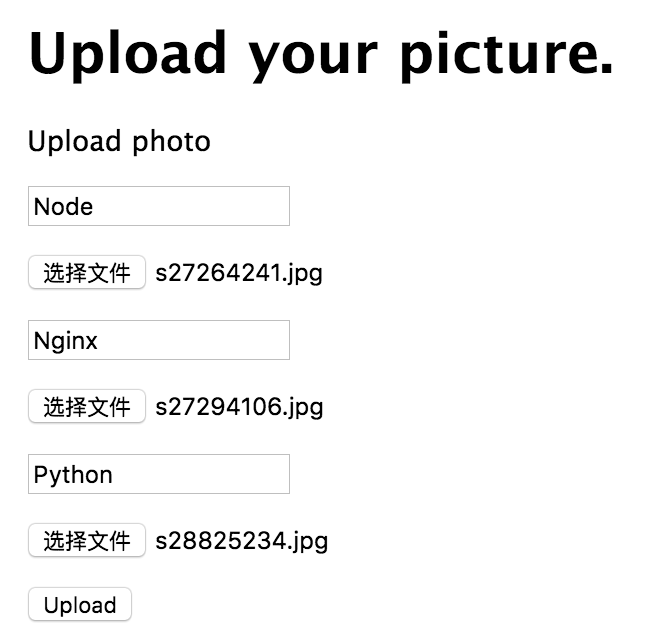 Upload your picture.
Upload photo
Node
选择文件 s27264241.jpg
Nginx
选择文件 s27294106.jpg
Python
选择文件 s28825234.jpg
Upload